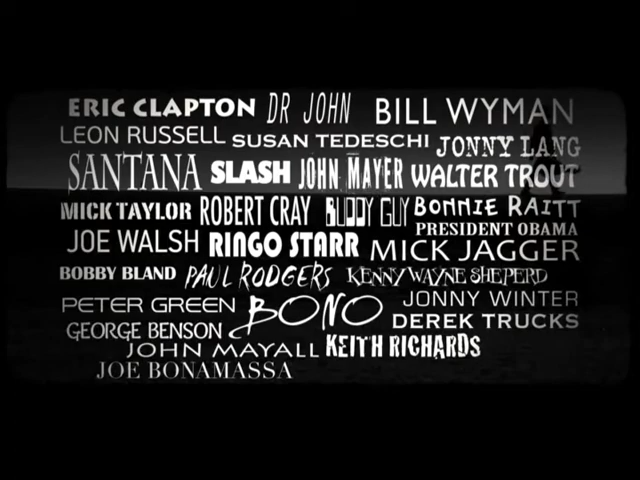 ERIC CLAPTON DR JOHN BILL WYMAN
LEON RUSSELL SUSAN TEDESCHI JONNY LANG
SANTANA SLASH JOHN MAYER WALTER TROUT
MICK TAYLOR ROBERT CRAY BUDDY GUY BONNIE RAITT
PRESIDENT OBAMA
JOE WALSH RINGO STARR MICK JAGGER
BOBBY BLAND PAUL RODGERS KENNY WAYNE SHEPERD
PETER GREEN BONO JONNY WINTER
GEORGE BENSON DEREK TRUCKS
JOHN MAYALL KEITH RICHARDS
JOE BONAMASSA